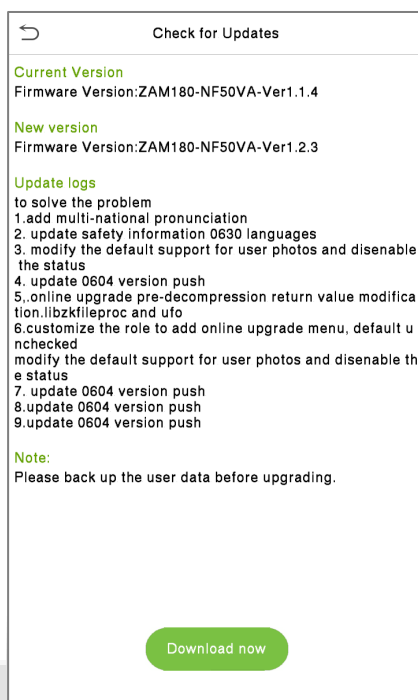 Check for Updates
Current Version
Firmware Version:ZAM180-NF50VA-Ver1.1.4
New version
Firmware Version:ZAM180-NF50VA-Ver1.2.3
Update logs
to solve the problem
1.add multi-national pronunciation
2. update safety information 0630 languages
3. modify the default support for user photos and disenable
the status
4. update 0604 version push
5,.online upgrade pre-decompression return value modifica
tion.libzkfileproc and ufo
6.customize the role to add online upgrade menu, default u
nchecked
modify the default support for user photos and disenable th
e status
7. update 0604 version push
8.update 0604 version push
9.update 0604 version push
Note:
Please back up the user data before upgrading.
Download now